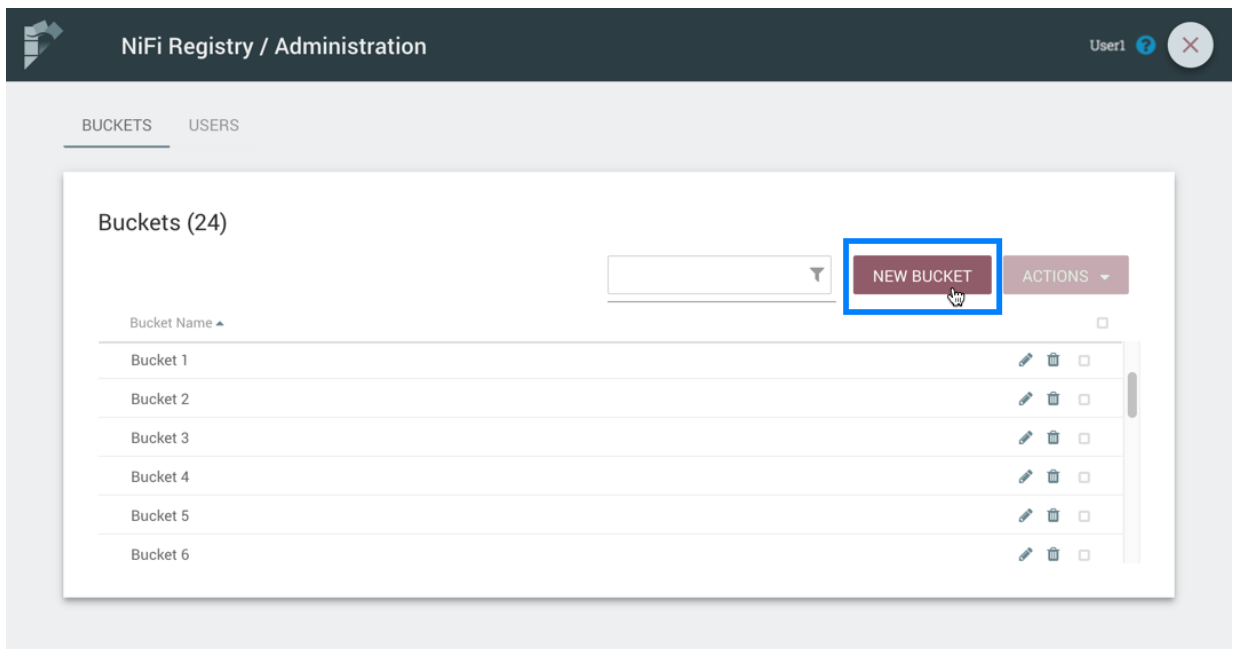 NiFi Registry / Administration
User1 ?
BUCKETS USERS
Buckets (24)
NEW BUCKET ACTIONS
Bucket Name
Bucket 1
Bucket 2
Bucket 3
Bucket 4
Bucket 5
Bucket 6